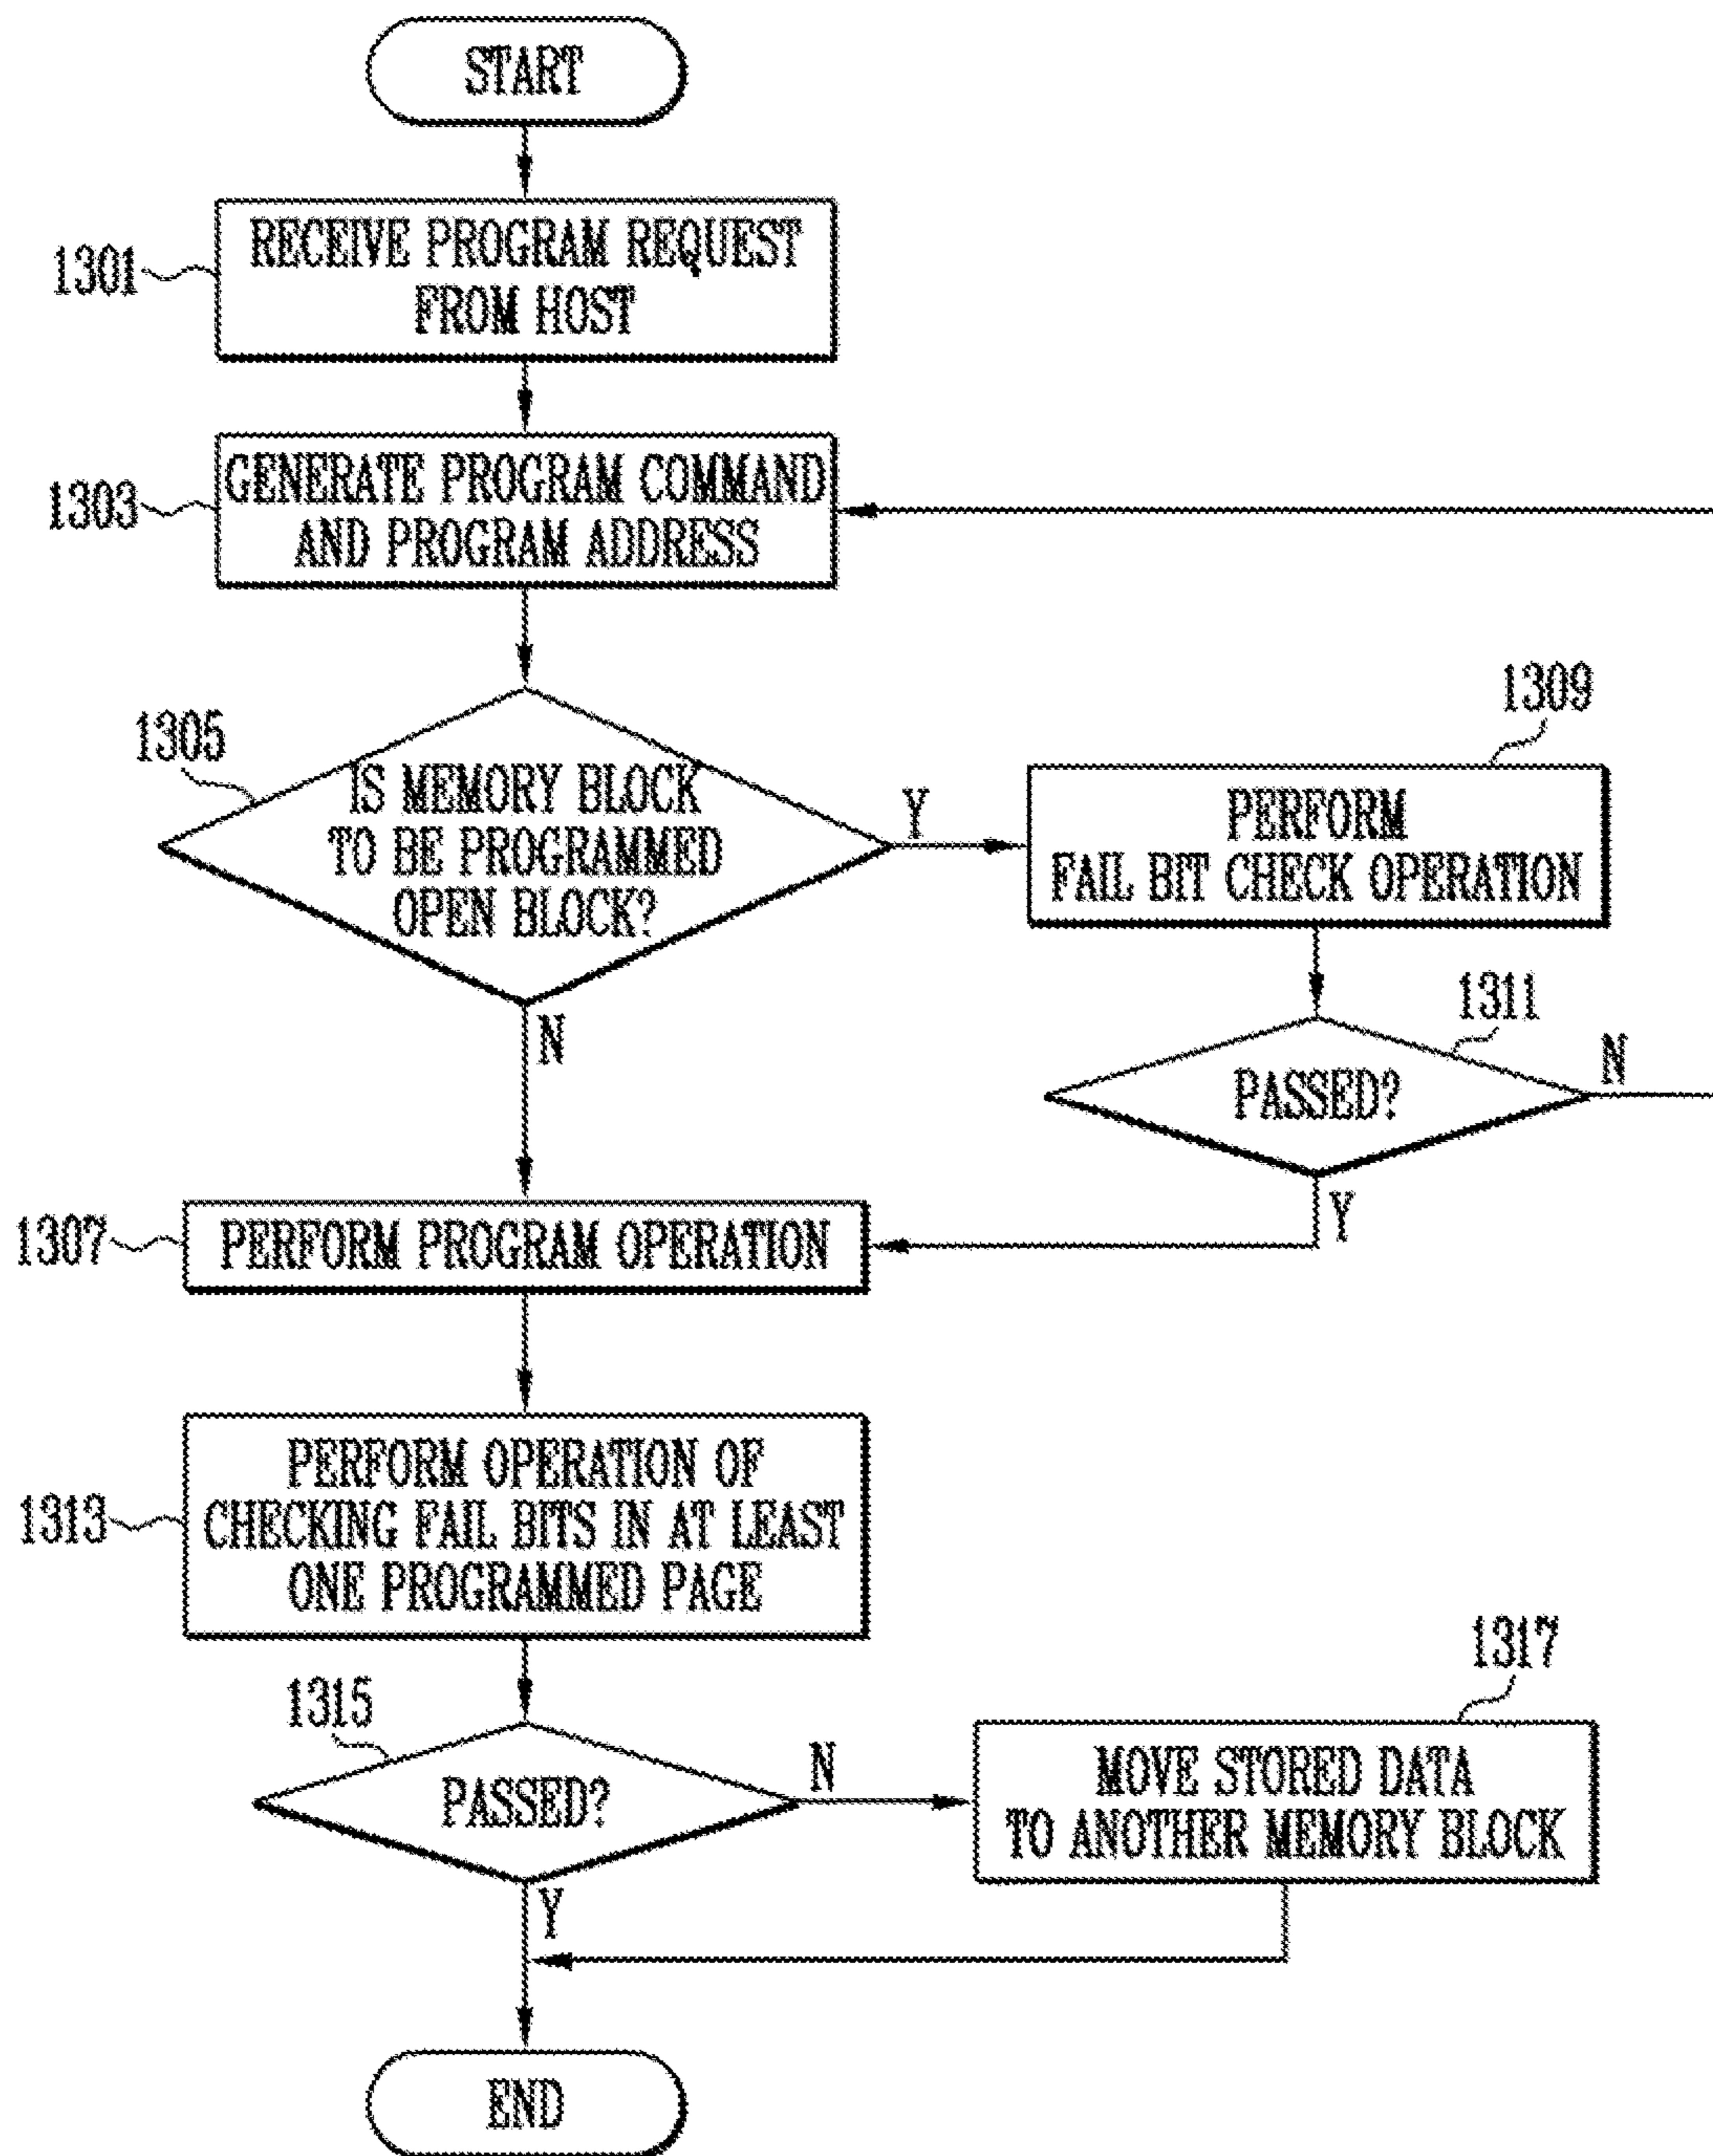 START
1301
RECEIVE PROGRAM REQUEST
FROM HOST
1303
GENERATE PROGRAM COMMAND
AND PROGRAM ADDRESS
1305
IS MEMORY BLOCK
TO BE PROGRAMMED
OPEN BLOCK?
Y
N
1309
PERFORM
FAIL BIT CHECK OPERATION
1311
PASSED?
N
Y
1307
PERFORM PROGRAM OPERATION
1313
PERFORM OPERATION OF
CHECKING FAIL BITS IN AT LEAST
ONE PROGRAMMED PAGE
1315
PASSED?
N
Y
1317
MOVE STORED DATA
TO ANOTHER MEMORY BLOCK
END